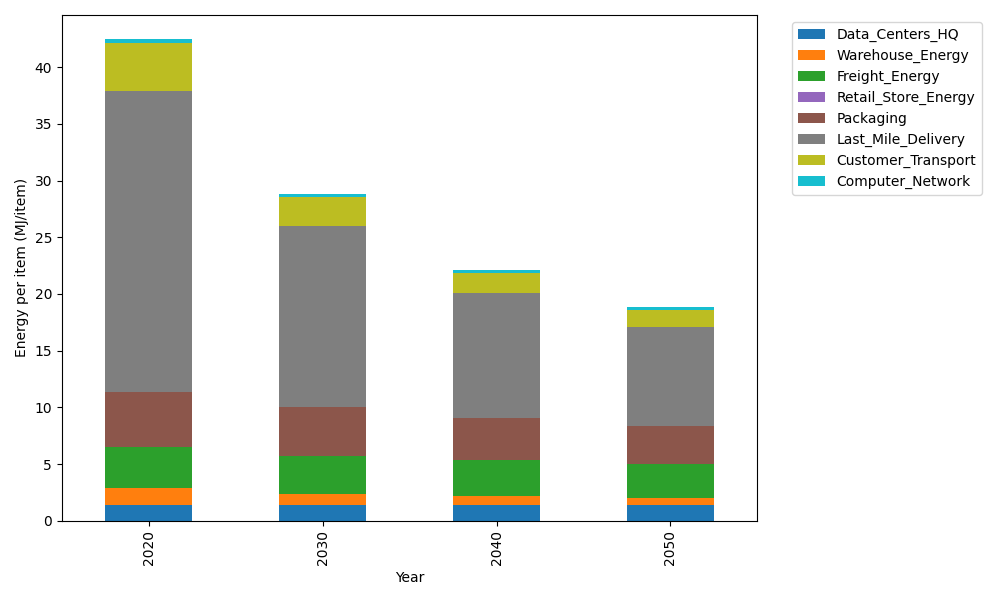 Energy per item (MJ/item)
40
35
30
25
20
15
10
5
0
2020
2030
2040
2050
Year
Data_Centers_HQ
Warehouse_Energy
Freight_Energy
Retail_Store_Energy
Packaging
Last_Mile_Delivery
Customer_Transport
Computer_Network